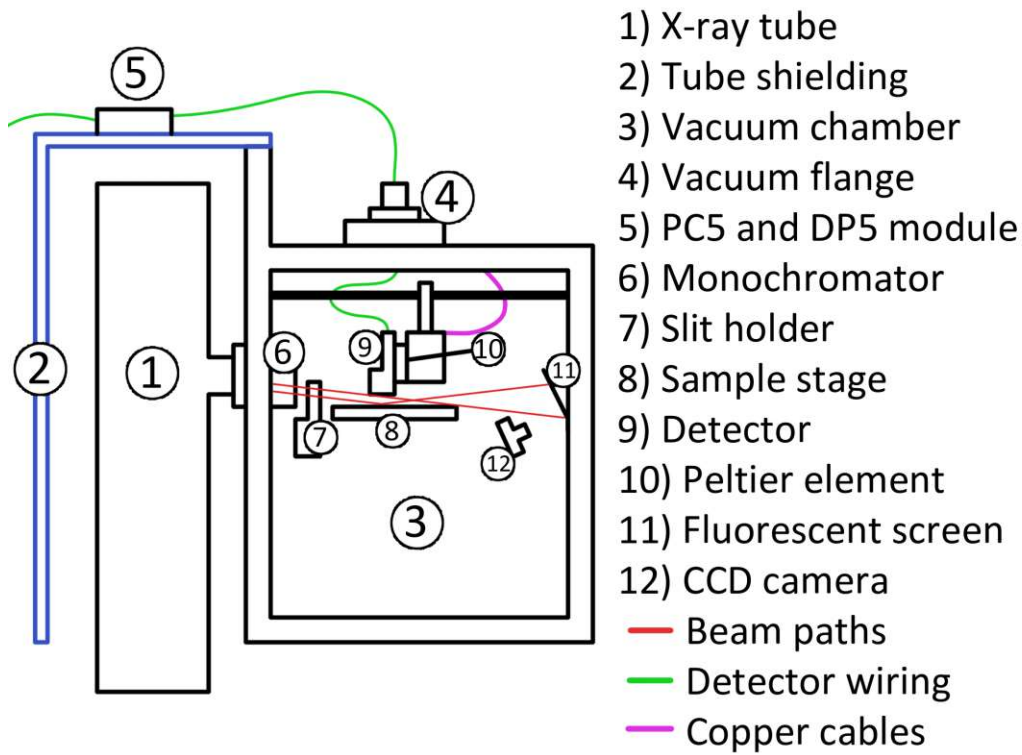 1) X-ray tube
2) Tube shielding
3) Vacuum chamber
4) Vacuum flange
5) PC5 and DP5 module
6) Monochromator
7) Slit holder
8) Sample stage
9) Detector
10) Peltier element
11) Fluorescent screen
12) CCD camera
Beam paths
Detector wiring
Copper cables
5
4
2
1
6
9
10
11
7
8
12
3